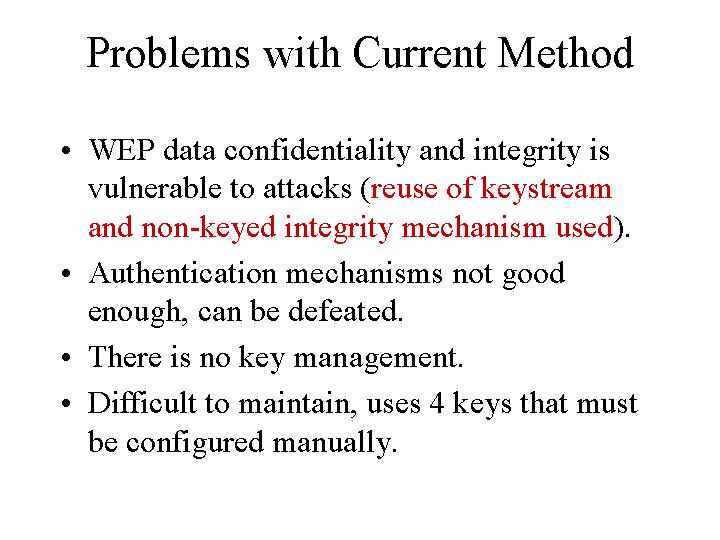 Problems with Current Method
• WEP data confidentiality and integrity is
vulnerable to attacks (reuse of keystream
and non-keyed integrity mechanism used).
• Authentication mechanisms not good
enough, can be defeated.
• There is no key management.
• Difficult to maintain, uses 4 keys that must
be configured manually.